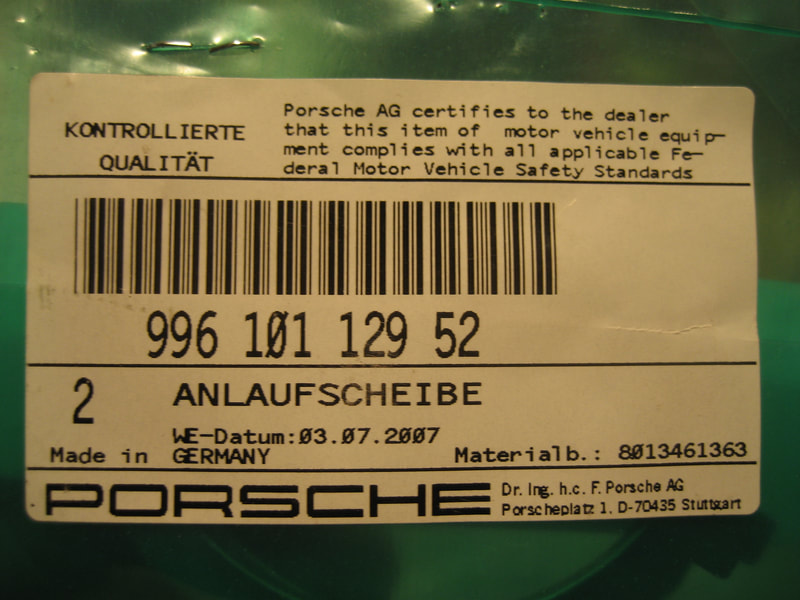 KONTROLLIERTE
QUALITÄT
Porsche AG certifies to the dealer
that this item of motor vehicle equip-
ment complies with all applicable Fe-
deral Motor Vehicle Safety Standards
996 101 129 52
2 ANLAUFSCHEIBE
WE-Datum:03.07.2007
Made in GERMANY Materialb.: 8013461363
PORSCHE
Dr. Ing. h.c. F. Porsche AG
Porscheplatz 1. D-70435 Stuttgart